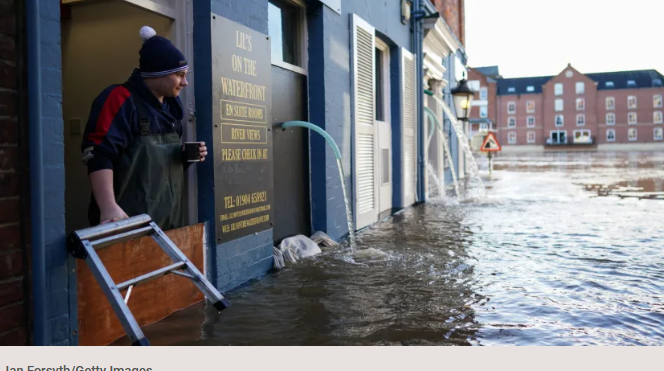 LIL'S
ON THE
WATERFRONT
EN SUITE ROOMS
RIVER VIEWS
PLEASE CHECK IN AT
TEL: 01904 658921
Ian Forsyth/Getty Images